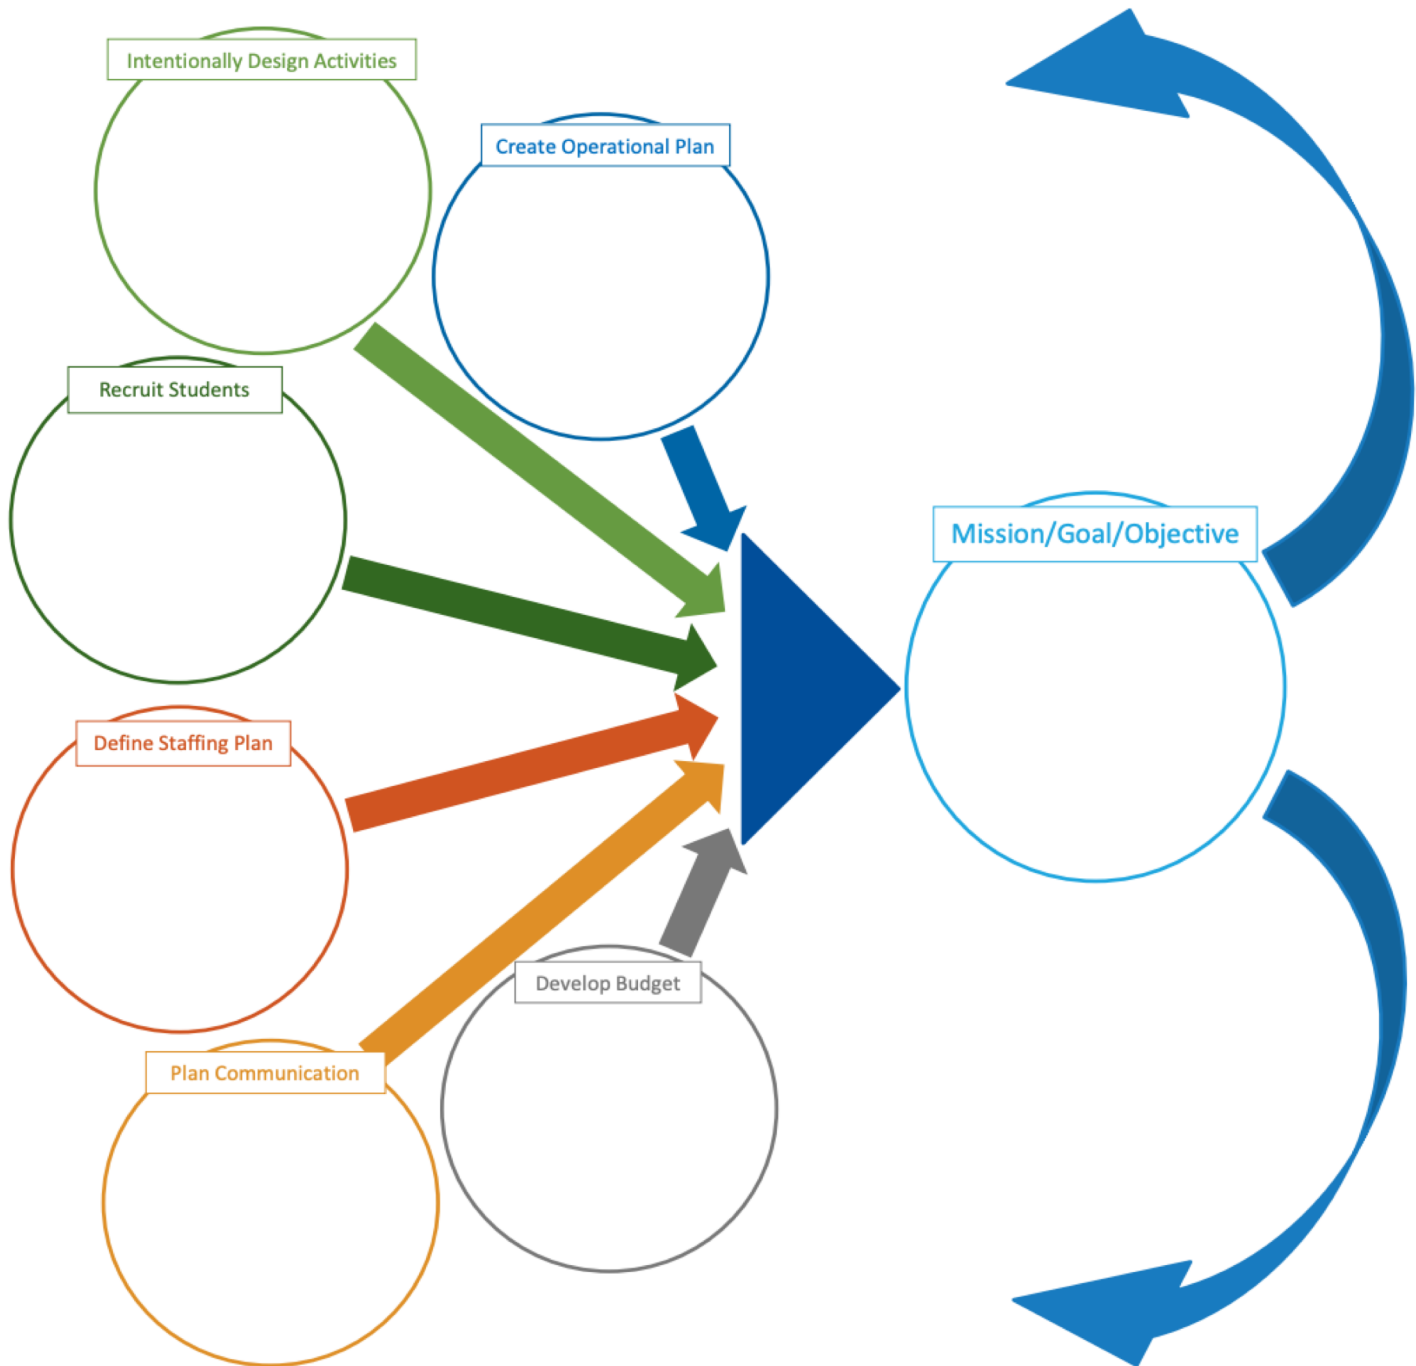 Intentionally Design Activities
Create Operational Plan
Recruit Students
Mission/Goal/Objective
Define Staffing Plan
Develop Budget
Plan Communication